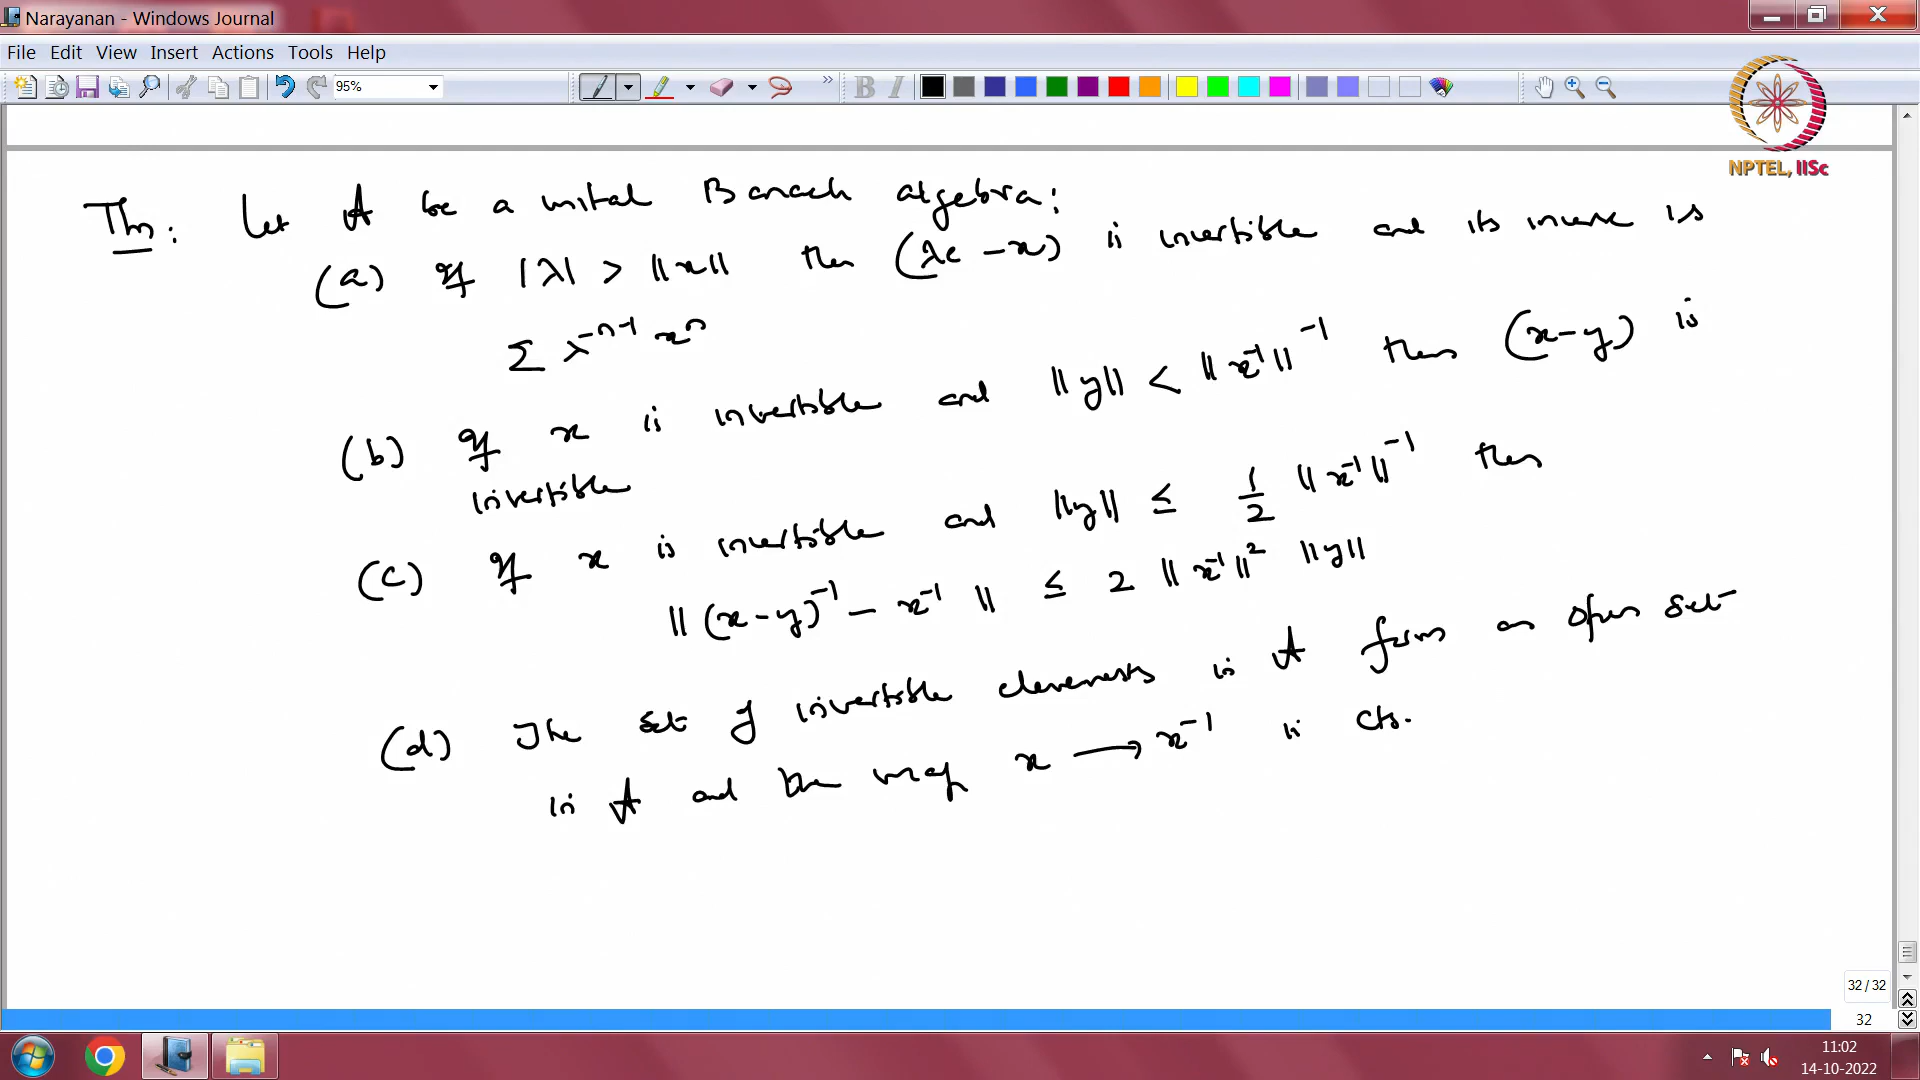 Narayanan - Windows Journal
File Edit View Insert Actions Tools Help
95%
B I
NPTEL, IISc
Thm: Let A be a unital Banach algebra:
(a) If |λ| > ||x|| then (λe - x) is invertible and its inverse is
Σ λ^{-n-1} x^n
(b) If x is invertible and ||y|| < ||x^{-1}||^{-1} then (x-y) is
invertible
(c) If x is invertible and ||y|| ≤ 1/2 ||x^{-1}||^{-1} then
||(x-y)^{-1} - x^{-1}|| ≤ 2 ||x^{-1}||^2 ||y||
(d) The set of invertible elements in A forms an open set
in A and the map x → x^{-1} is cts.
32 / 32
32
11:02
14-10-2022